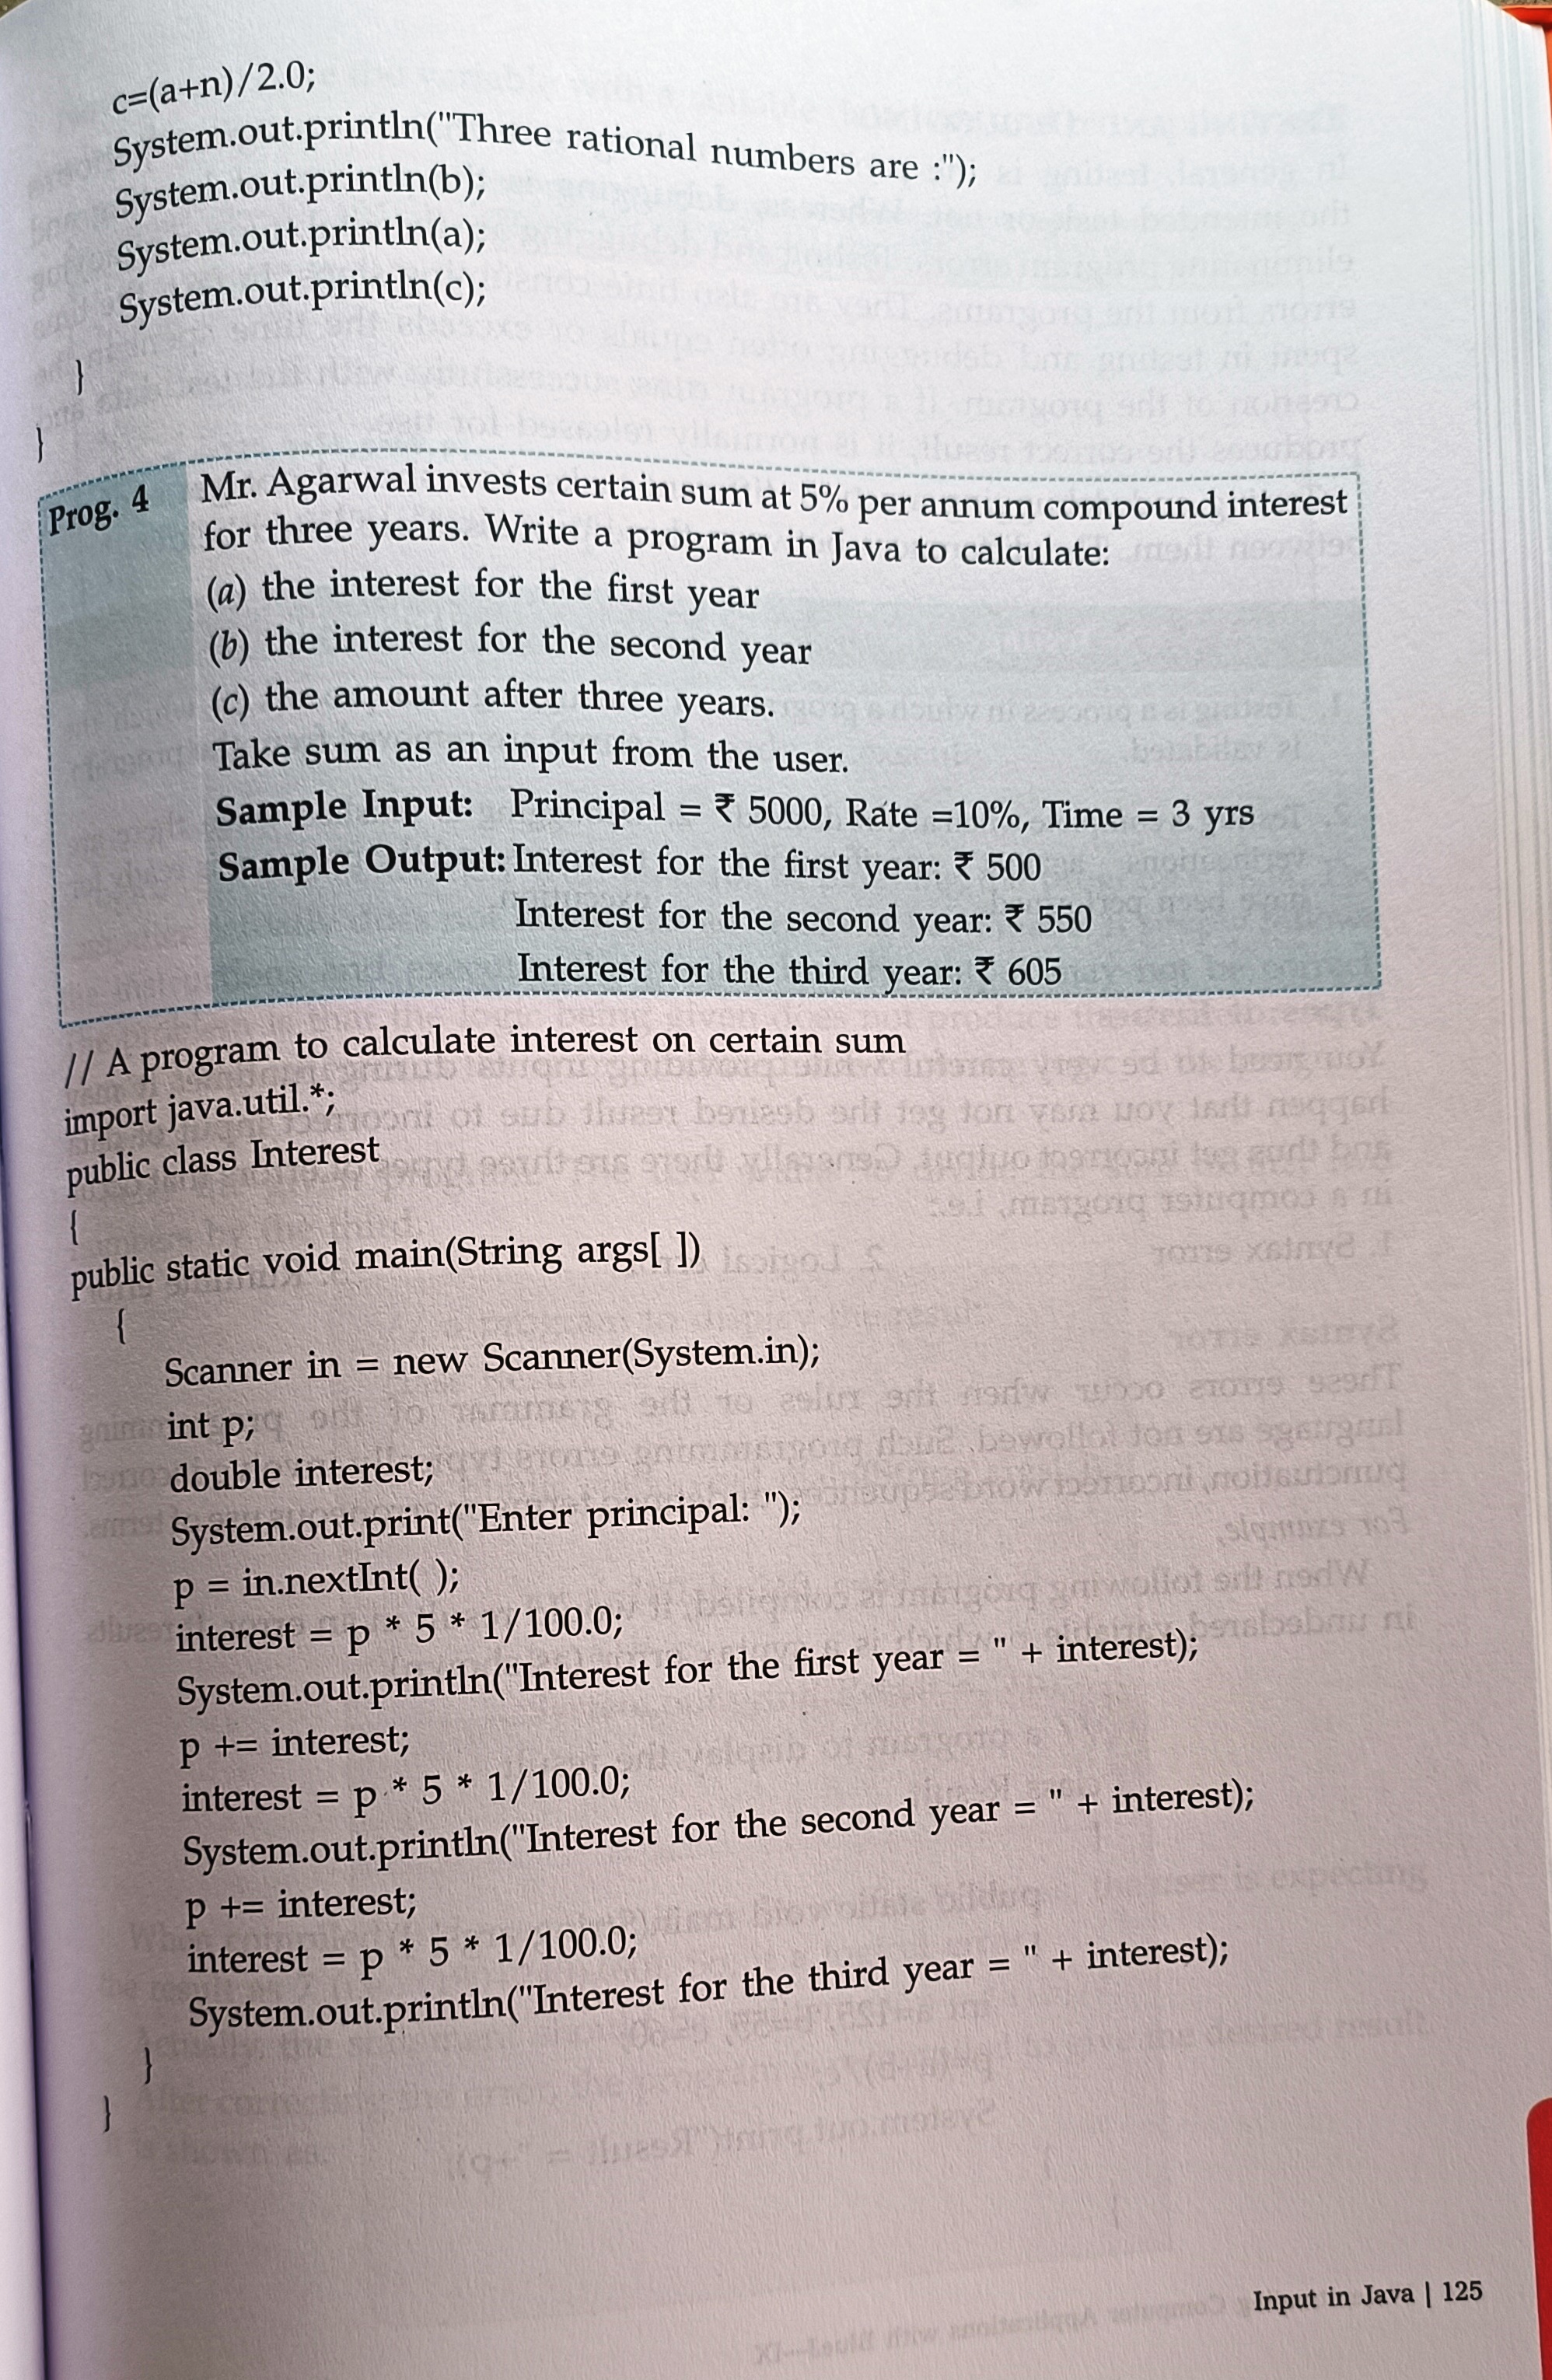 c=(a+n)/2.0;
System.out.println("Three rational numbers are :");
System.out.println(b);
System.out.println(a);
System.out.println(c);
}
}
Prog. 4 Mr. Agarwal invests certain sum at 5% per annum compound interest
for three years. Write a program in Java to calculate:
(a) the interest for the first year
(b) the interest for the second year
(c) the amount after three years.
Take sum as an input from the user.
Sample Input: Principal = ₹ 5000, Rate =10%, Time = 3 yrs
Sample Output: Interest for the first year: ₹ 500
Interest for the second year: ₹ 550
Interest for the third year: ₹ 605
// A program to calculate interest on certain sum
import java.util.*;
public class Interest
{
public static void main(String args[ ])
{
Scanner in = new Scanner(System.in);
int p;
double interest;
System.out.print("Enter principal: ");
p = in.nextInt( );
interest = p * 5 * 1/100.0;
System.out.println("Interest for the first year = " + interest);
p += interest;
interest = p * 5 * 1/100.0;
System.out.println("Interest for the second year = " + interest);
p += interest;
interest = p * 5 * 1/100.0;
System.out.println("Interest for the third year = " + interest);
}
}
Input in Java | 125